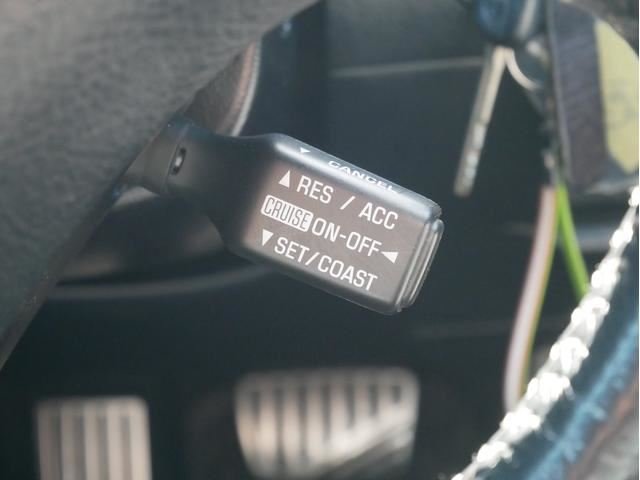 ▼ CANCEL
▲ RES / ACC
CRUISE ON-OFF ◀
▼ SET/COAST